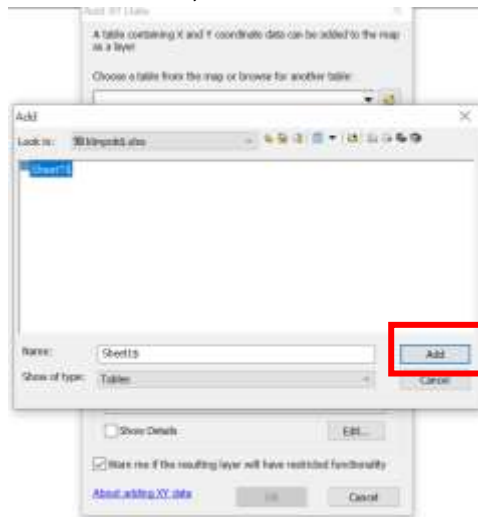 Add XY Data
A table containing X and Y coordinate data can be added to the map
as a layer
Choose a table from the map or browse for another table:
Add
Look in:
Sheet1$
Name: Sheet1$ Add
Show of type: Tables Cancel
Show Details Edit...
Warn me if the resulting layer will have restricted functionality
About adding XY data OK Cancel